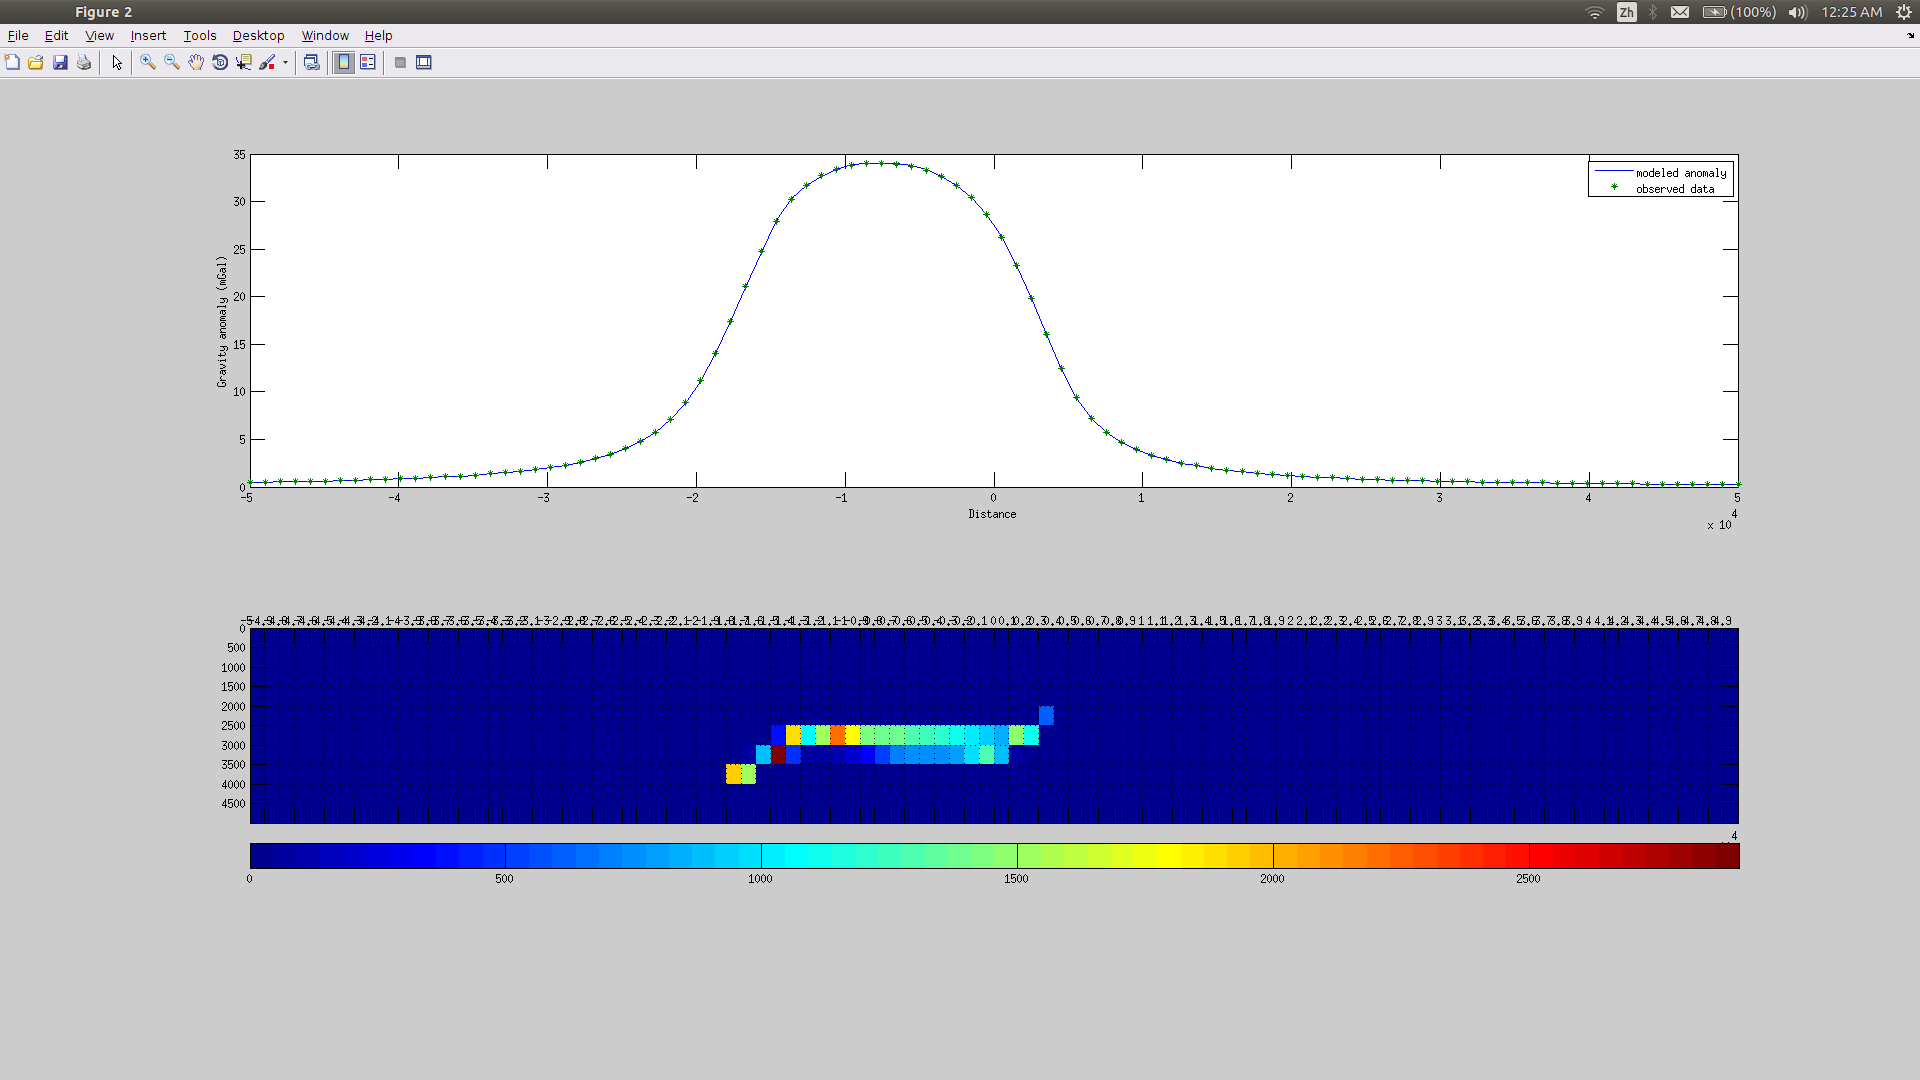 Figure 2
Zh
(100%)
12:25 AM
File Edit View Insert Tools Desktop Window Help
35
30
25
20
15
10
5
0
Gravity anomaly (mGal)
modeled anomaly
observed data
-5 -4 -3 -2 -1 0 1 2 3 4 5
Distance
x 10 4
0
500
1000
1500
2000
2500
3000
3500
4000
4500
4
0 500 1000 1500 2000 2500